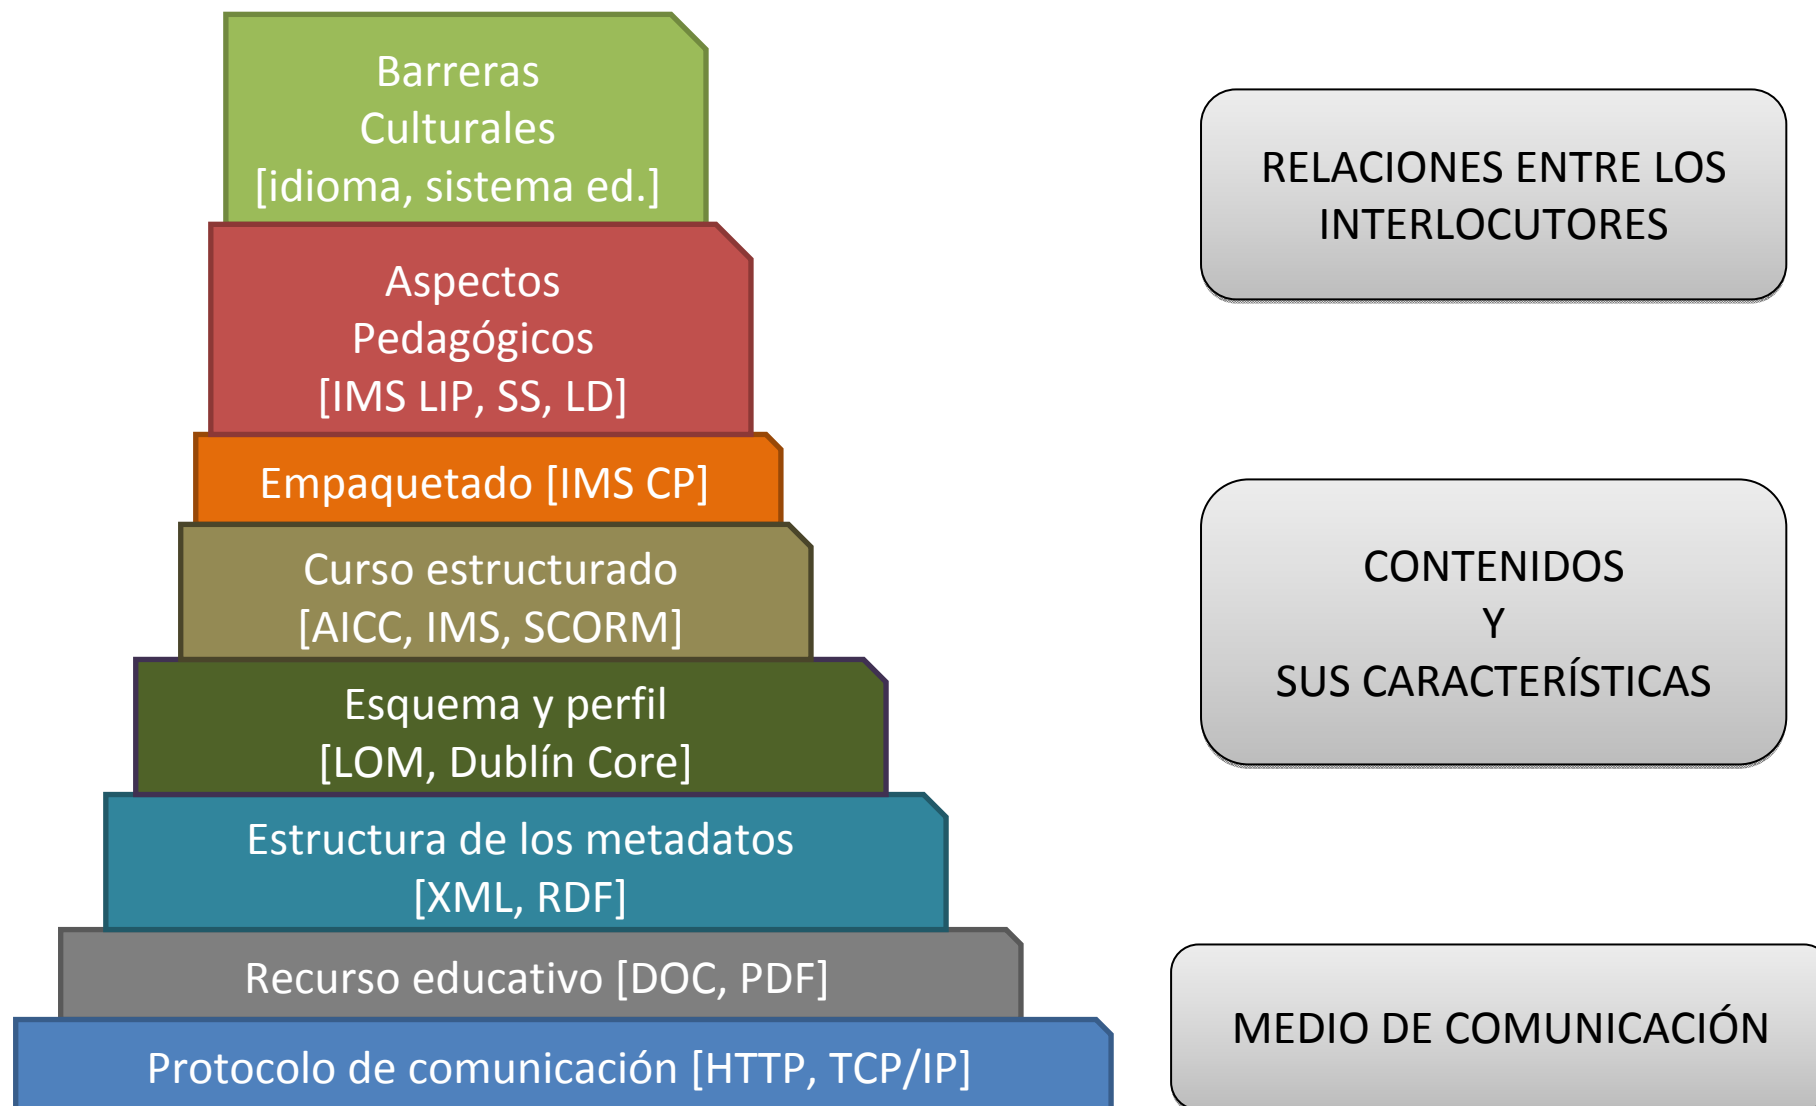 Barreras
Culturales
[idioma, sistema ed.]
Aspectos
Pedagógicos
[IMS LIP, SS, LD]
Empaquetado [IMS CP]
Curso estructurado
[AICC, IMS, SCORM]
Esquema y perfil
[LOM, Dublín Core]
Estructura de los metadatos
[XML, RDF]
Recurso educativo [DOC, PDF]
Protocolo de comunicación [HTTP, TCP/IP]
RELACIONES ENTRE LOS
INTERLOCUTORES
CONTENIDOS
Y
SUS CARACTERÍSTICAS
MEDIO DE COMUNICACIÓN